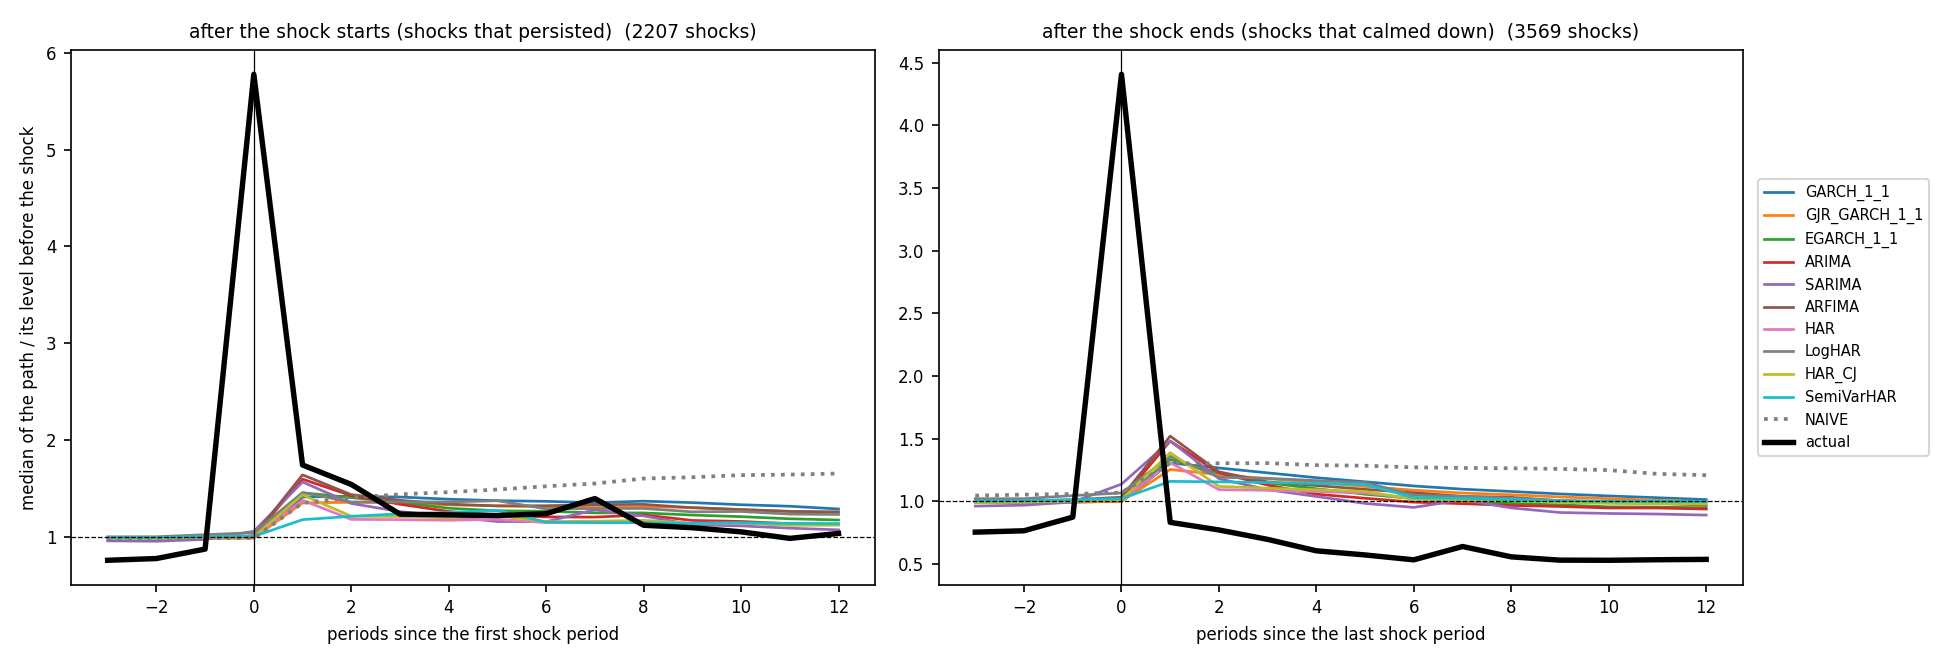 after the shock starts (shocks that persisted)  (2207 shocks)
median of the path / its level before the shock
6
5
4
3
2
1
−2
0
2
4
6
8
10
12
periods since the first shock period
after the shock ends (shocks that calmed down)  (3569 shocks)
4.5
4.0
3.5
3.0
2.5
2.0
1.5
1.0
0.5
−2
0
2
4
6
8
10
12
periods since the last shock period
GARCH_1_1
GJR_GARCH_1_1
EGARCH_1_1
ARIMA
SARIMA
ARFIMA
HAR
LogHAR
HAR_CJ
SemiVarHAR
NAIVE
actual